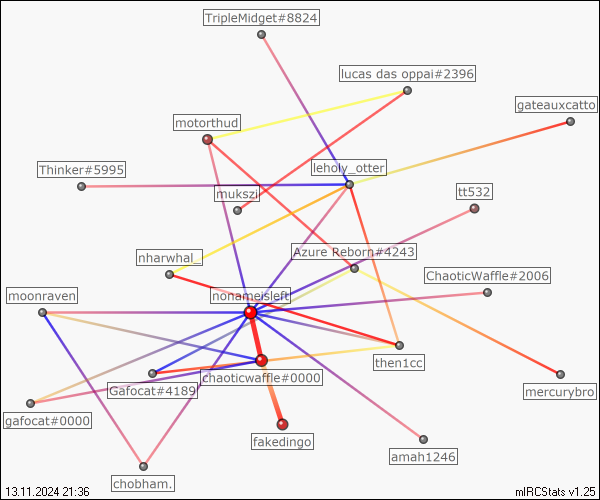 TripleMidget#8824
lucas das oppai#2396
gateauxcatto
motorthud
leholy_otter
Thinker#5995
mukszi
tt532
nharwhal_
Azure Reborn#4243
ChaoticWaffle#2006
moonraven
nonameisleft
then1cc
chaoticwaffle#0000
Gafocat#4189
mercurybro
gafocat#0000
fakedingo
amah1246
chobham.
13.11.2024 21:36
mIRCStats v1.25